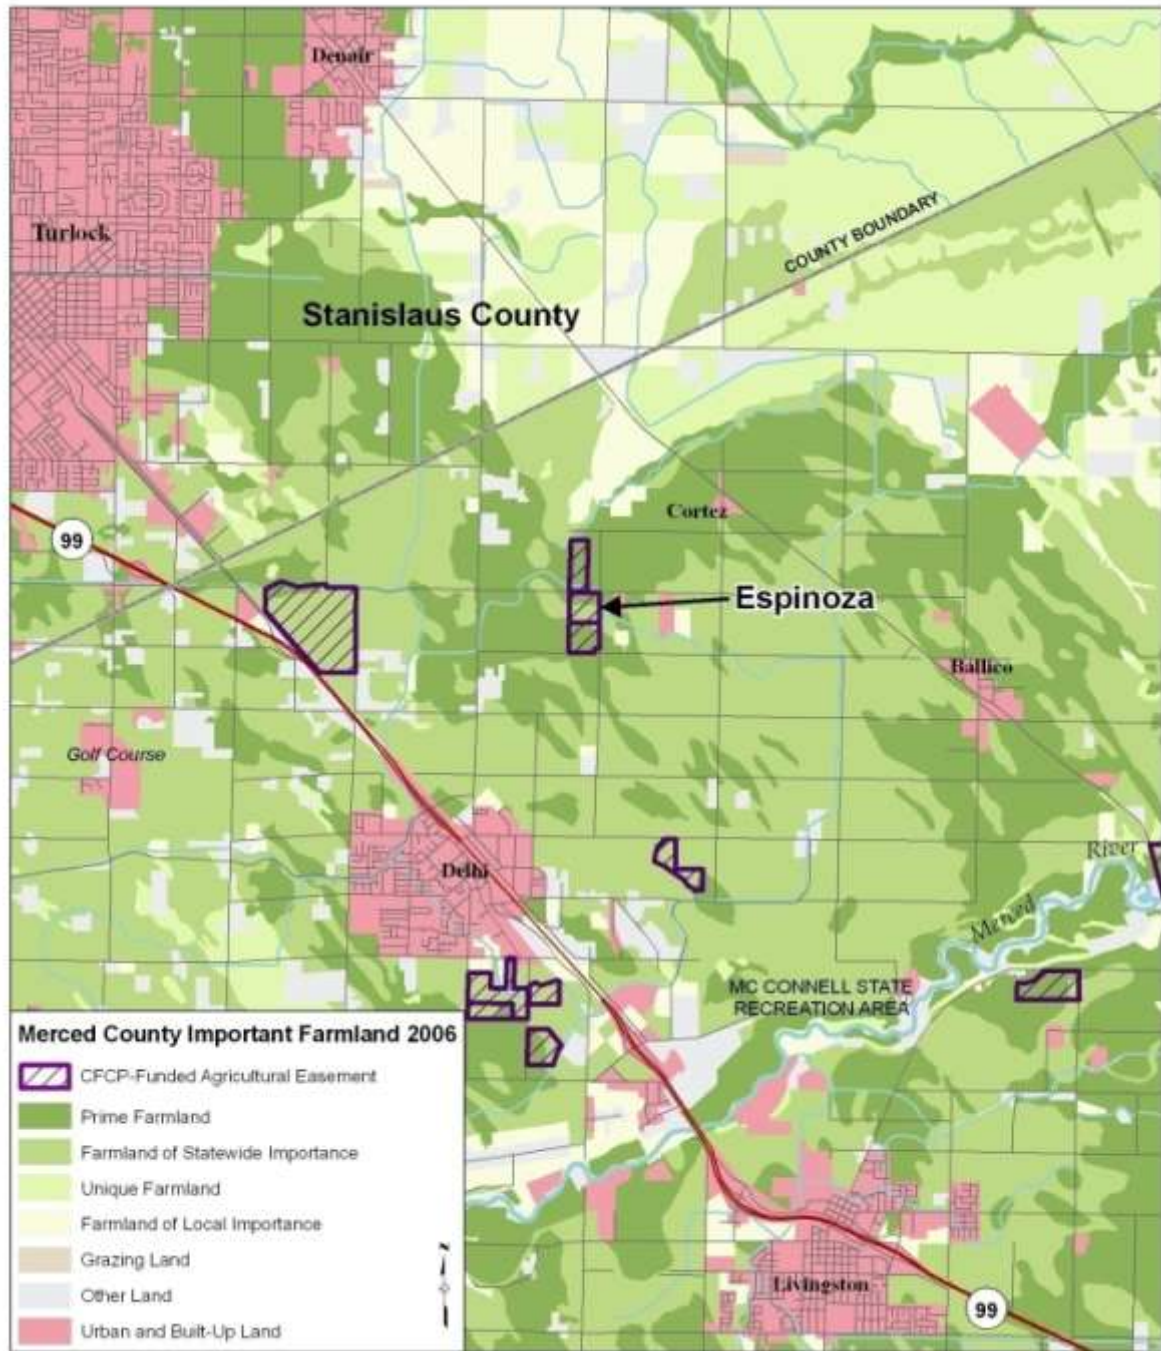 Denair
Turlock
COUNTY BOUNDARY
Stanislaus County
Cortez
99
Espinoza
Ballico
Golf Course
River
Delhi
Merced
MC CONNELL STATE
RECREATION AREA
Merced County Important Farmland 2006
CFCP-Funded Agricultural Easement
Prime Farmland
Farmland of Statewide Importance
Unique Farmland
Farmland of Local Importance
Grazing Land
Other Land
Urban and Built-Up Land
Livingston
99